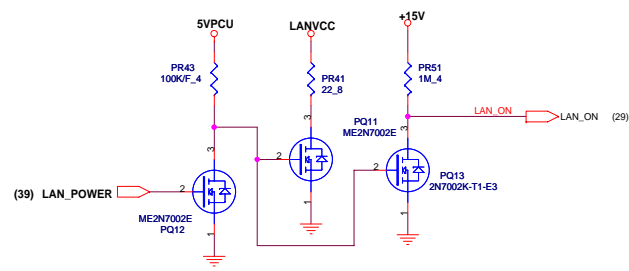 5VPCU
LANVCC
+15V
PR43
100K/F_4
PR41
22_8
PR51
1M_4
PQ11
ME2N7002E
LAN_ON
LAN_ON (29)
3
3
3
2
2
2
1
1
1
PQ13
2N7002K-T1-E3
(39) LAN_POWER
ME2N7002E
PQ12